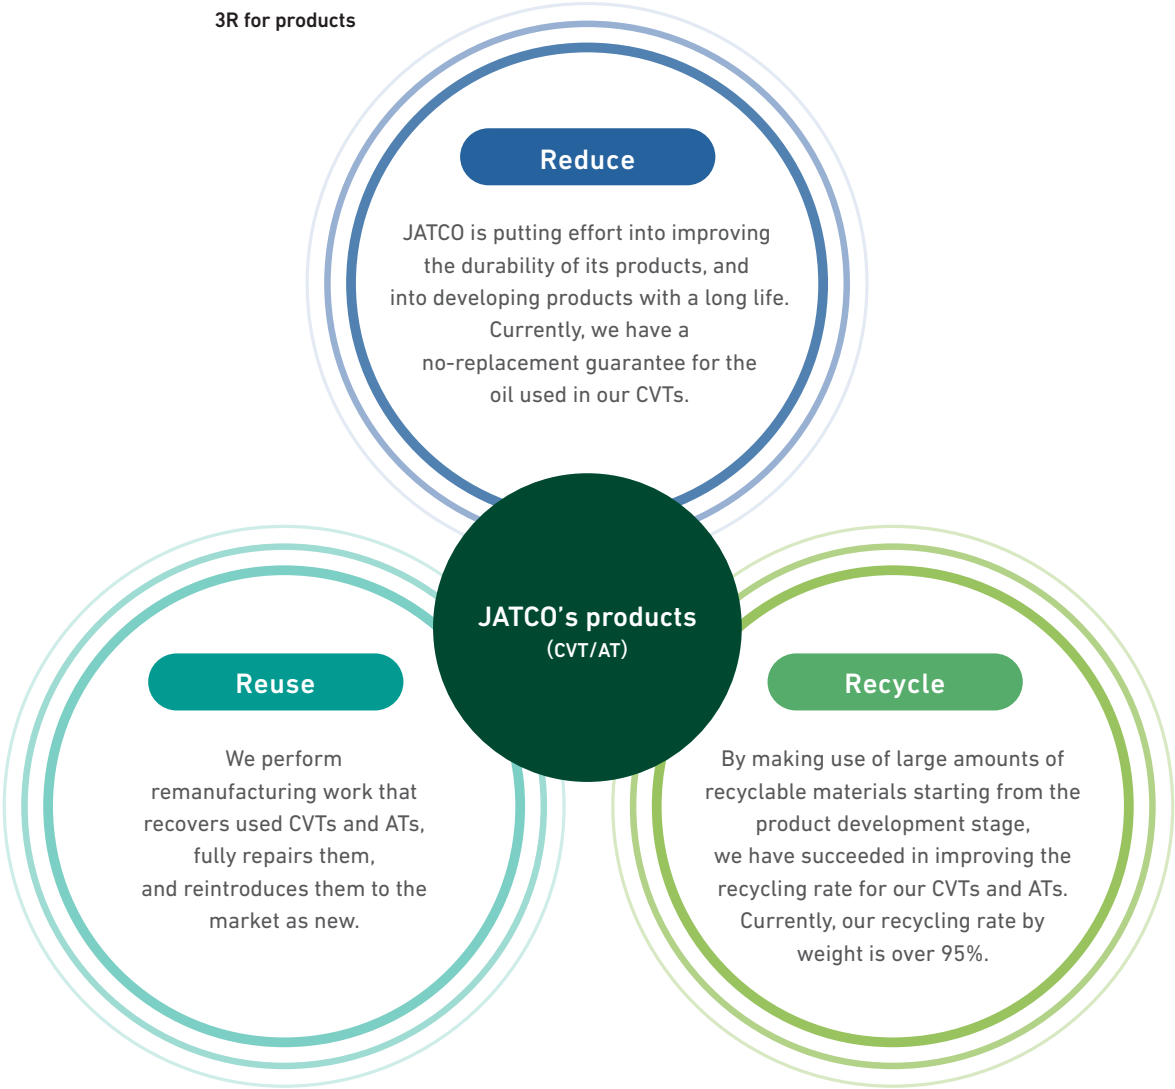 3R for products
Reduce
JATCO is putting effort into improving
the durability of its products, and
into developing products with a long life.
Currently, we have a
no-replacement guarantee for the
oil used in our CVTs.
JATCO’s products
(CVT/AT)
Reuse
We perform
remanufacturing work that
recovers used CVTs and ATs,
fully repairs them,
and reintroduces them to the
market as new.
Recycle
By making use of large amounts of
recyclable materials starting from the
product development stage,
we have succeeded in improving the
recycling rate for our CVTs and ATs.
Currently, our recycling rate by
weight is over 95%.